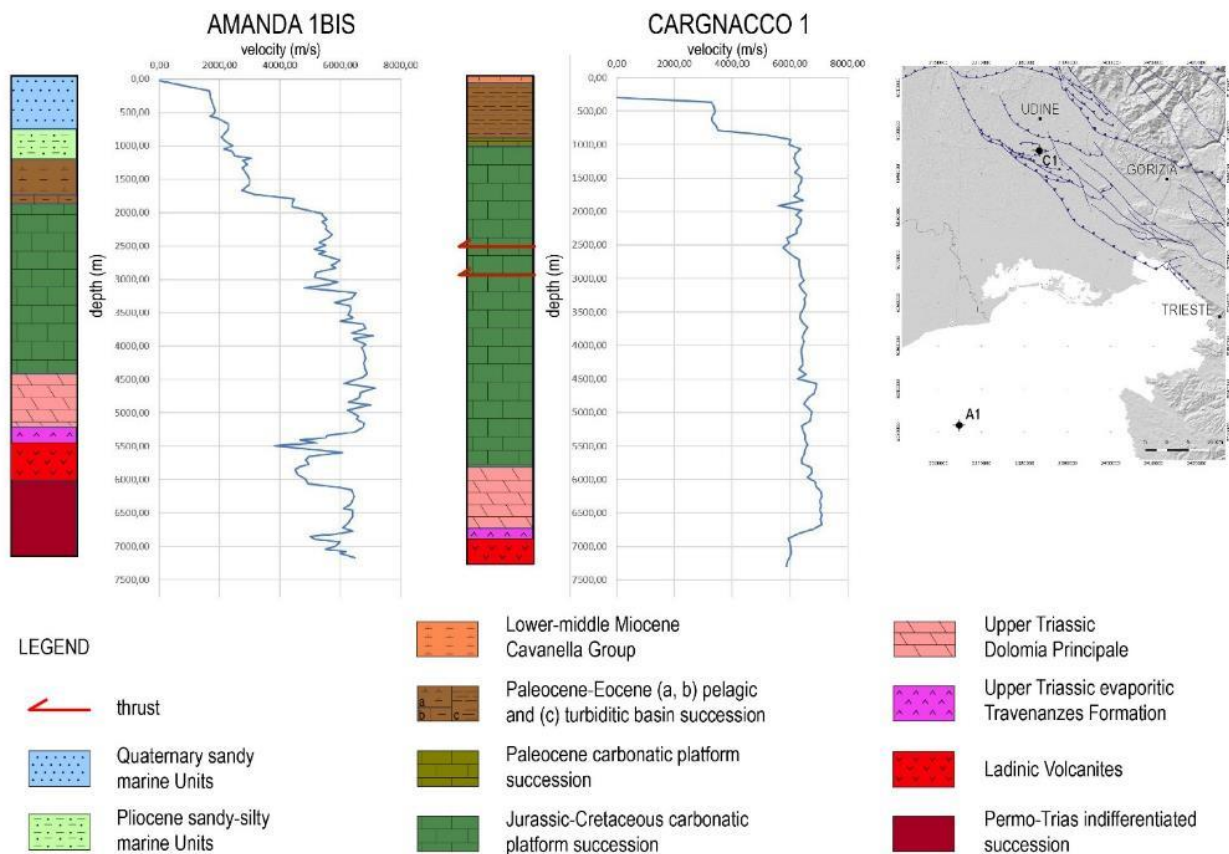 AMANDA 1BIS
velocity (m/s)
0,00 2000,00 4000,00 6000,00 8000,00
0,00
500,00
1000,00
1500,00
2000,00
2500,00
3000,00
3500,00
4000,00
4500,00
5000,00
5500,00
6000,00
6500,00
7000,00
7500,00
depth (m)
CARGNACCO 1
velocity (m/s)
0,00 2000,00 4000,00 6000,00 8000,00
0,00
500,00
1000,00
1500,00
2000,00
2500,00
3000,00
3500,00
4000,00
4500,00
5000,00
5500,00
6000,00
6500,00
7000,00
7500,00
depth (m)
UDINE
C1
GORIZIA
TRIESTE
A1
LEGEND
thrust
Quaternary sandy
marine Units
Pliocene sandy-silty
marine Units
Lower-middle Miocene
Cavanella Group
a
b
c
Paleocene-Eocene (a, b) pelagic
and (c) turbiditic basin succession
Paleocene carbonatic platform
succession
Jurassic-Cretaceous carbonatic
platform succession
Upper Triassic
Dolomia Principale
Upper Triassic evaporitic
Travenanzes Formation
Ladinic Volcanites
Permo-Trias indifferentiated
succession